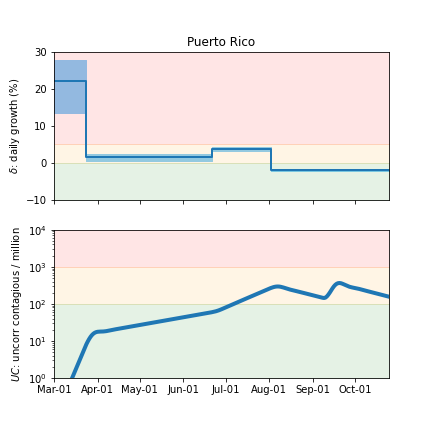 Puerto Rico
30
20
10
0
−10
δ: daily growth (%)
10⁴
10³
10²
10¹
10⁰
UC: uncorr contagious / million
Mar-01 Apr-01 May-01 Jun-01 Jul-01 Aug-01 Sep-01 Oct-01